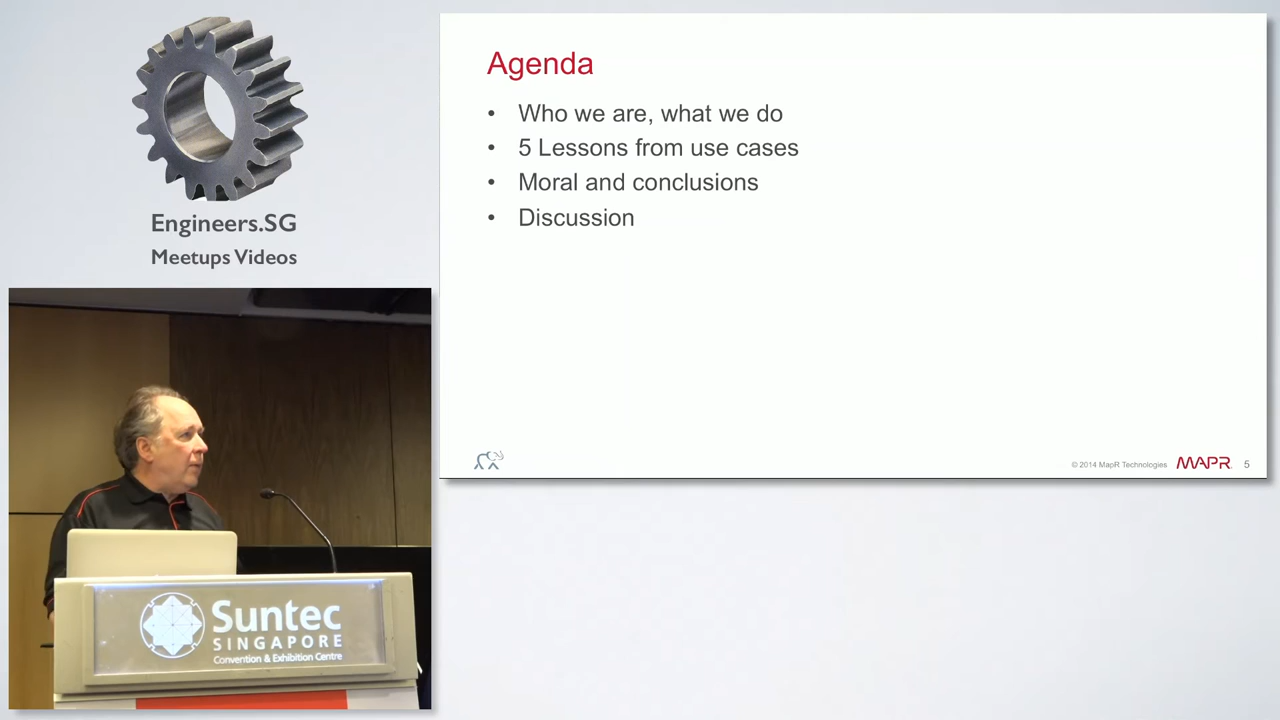 Engineers.SG
Meetups Videos
Agenda
• Who we are, what we do
• 5 Lessons from use cases
• Moral and conclusions
• Discussion
© 2014 MapR Technologies MAPR 5
Suntec
SINGAPORE
Convention & Exhibition Centre